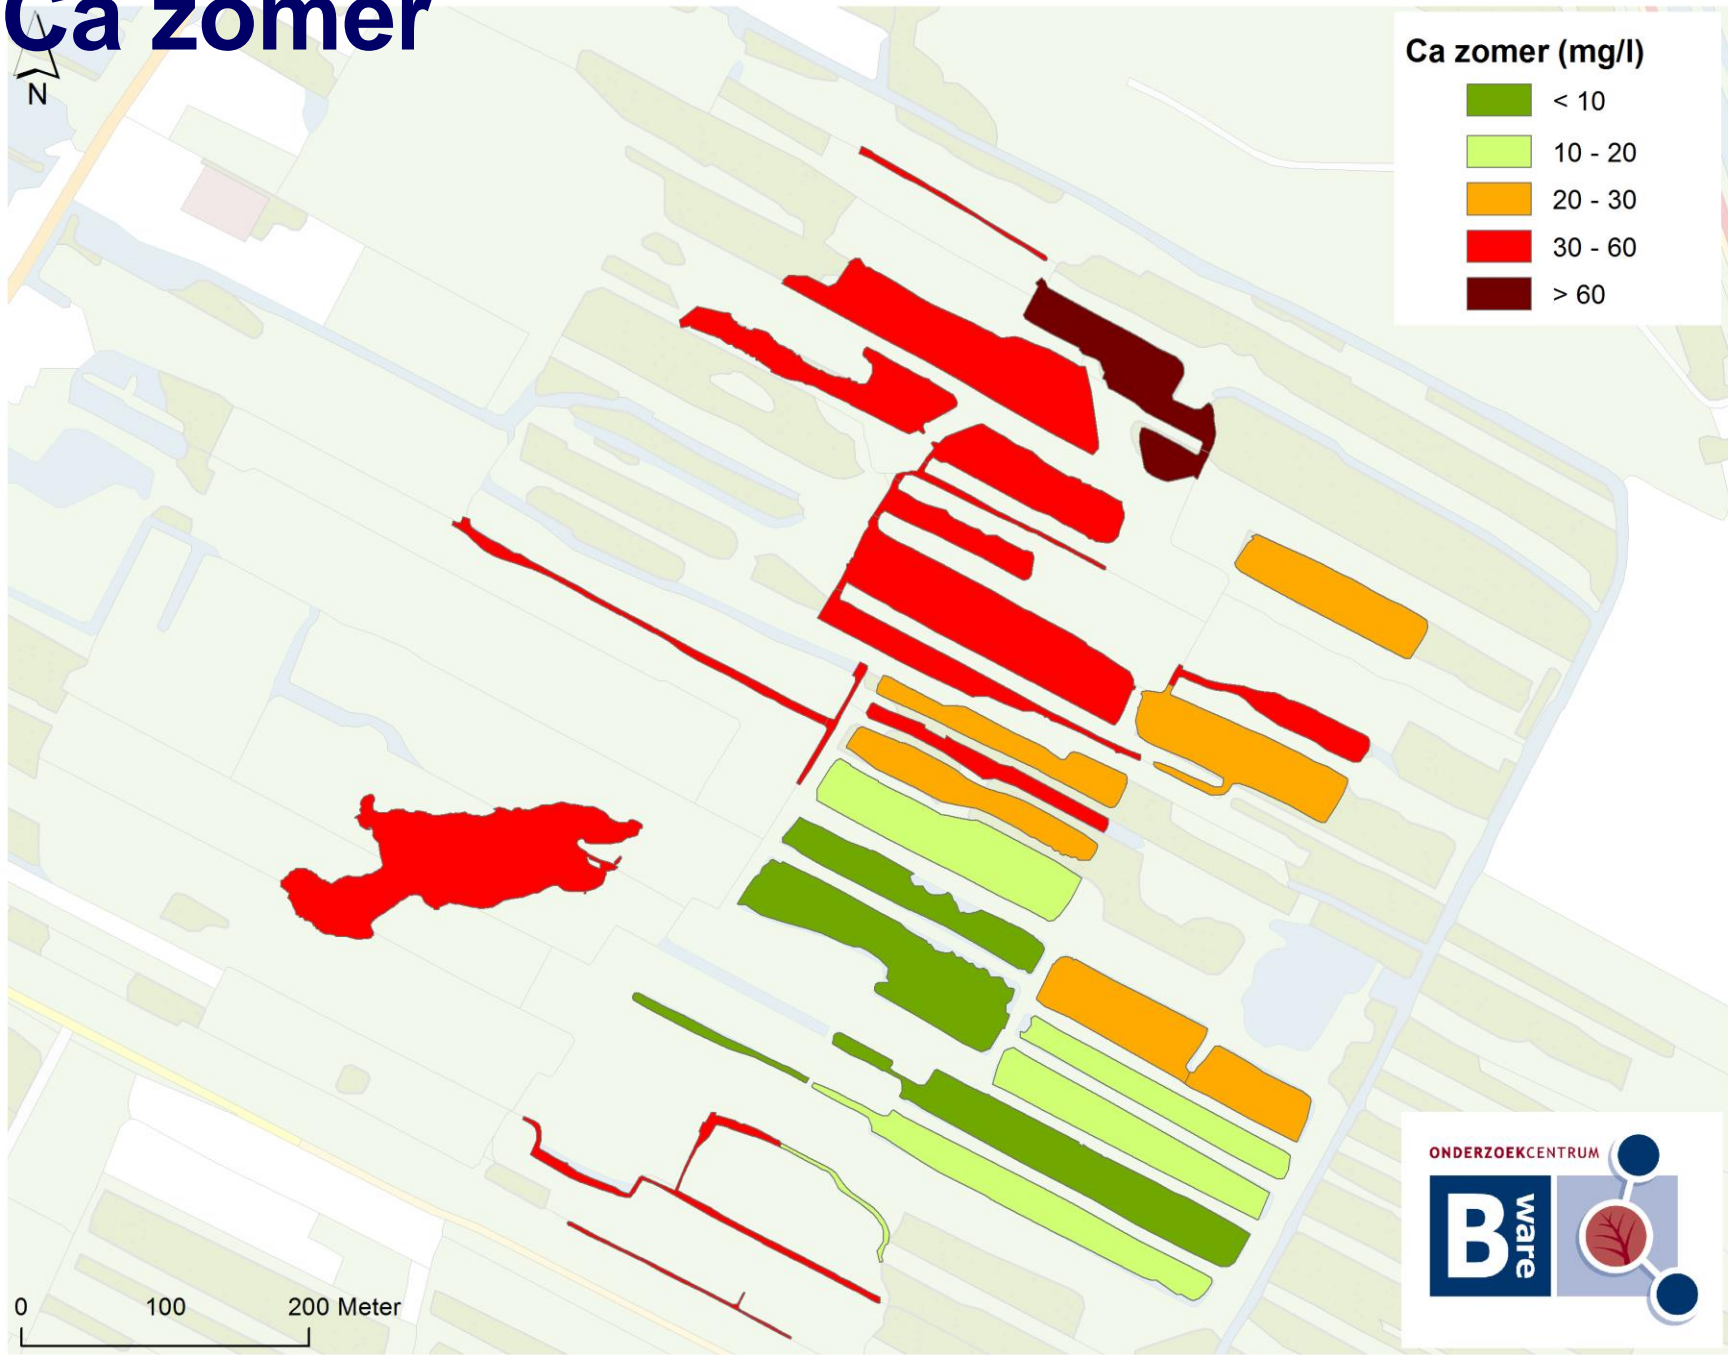 Ca zomer
N
Ca zomer (mg/l)
< 10
10 - 20
20 - 30
30 - 60
> 60
ONDERZOEKCENTRUM
B ware
0 100 200 Meter